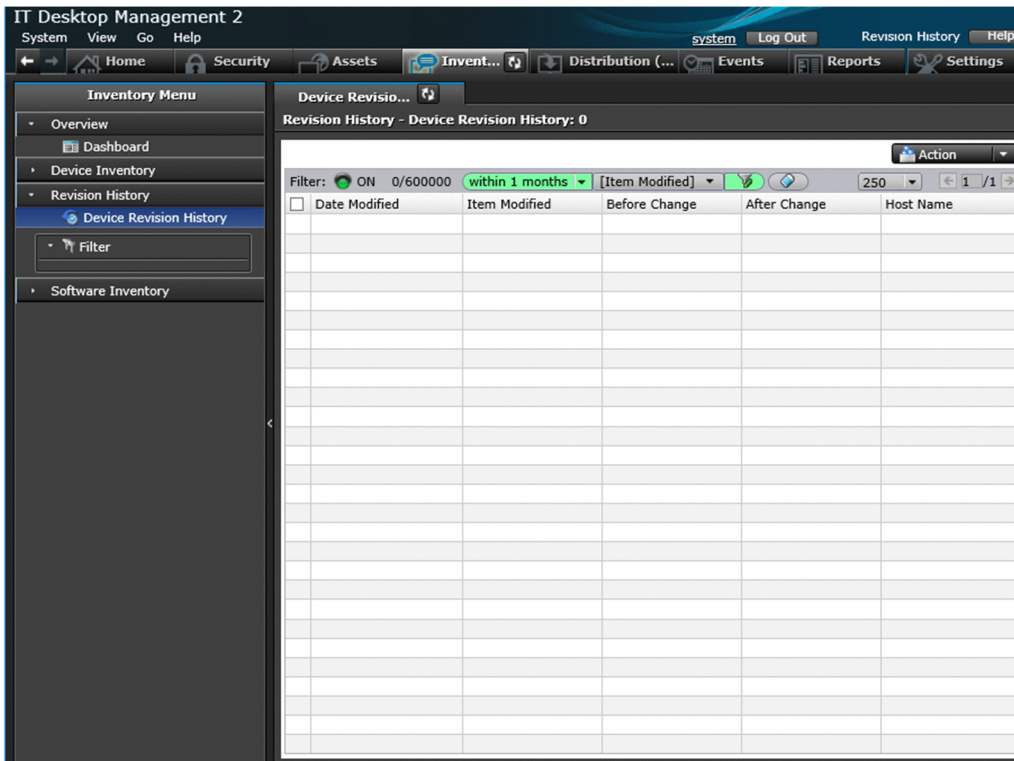 IT Desktop Management 2
System View Go Help
system Log Out Revision History Help
Home Security Assets Invent... Distribution (... Events Reports Settings
Inventory Menu
Overview
Dashboard
Device Inventory
Revision History
Device Revision History
Filter
Software Inventory
Device Revisio...
Revision History - Device Revision History: 0
Action
Filter: ON 0/600000 within 1 months [Item Modified] 250 1 /1
Date Modified Item Modified Before Change After Change Host Name